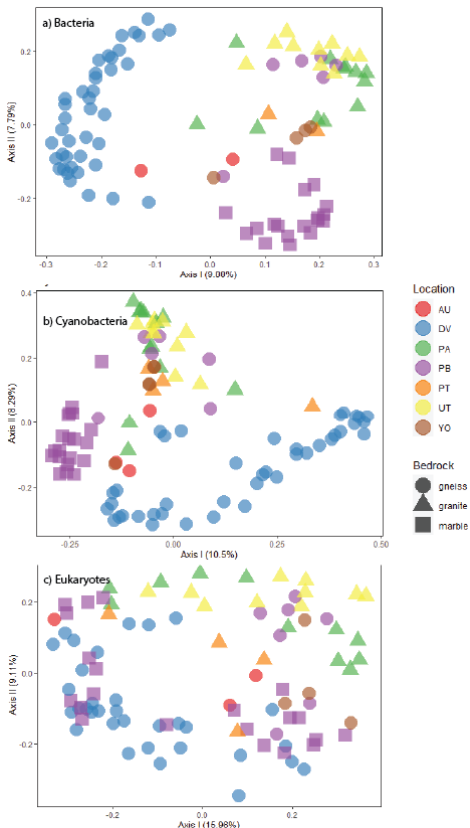 a) Bacteria
0.2
0.0
-0.2
Axis II (7.79%)
-0.3
-0.2
-0.1
0.0
0.1
0.2
0.3
Axis I (9.00%)
b) Cyanobacteria
0.4
0.2
0.0
-0.2
Axis II (8.29%)
-0.25
0.00
0.25
0.50
Axis I (10.5%)
c) Eukaryotes
0.2
0.0
-0.2
Axis II (9.11%)
-0.2
0.0
0.2
Axis I (15.96%)
Location
AU
DV
PA
PB
PT
UT
YO
Bedrock
gneiss
granite
marble